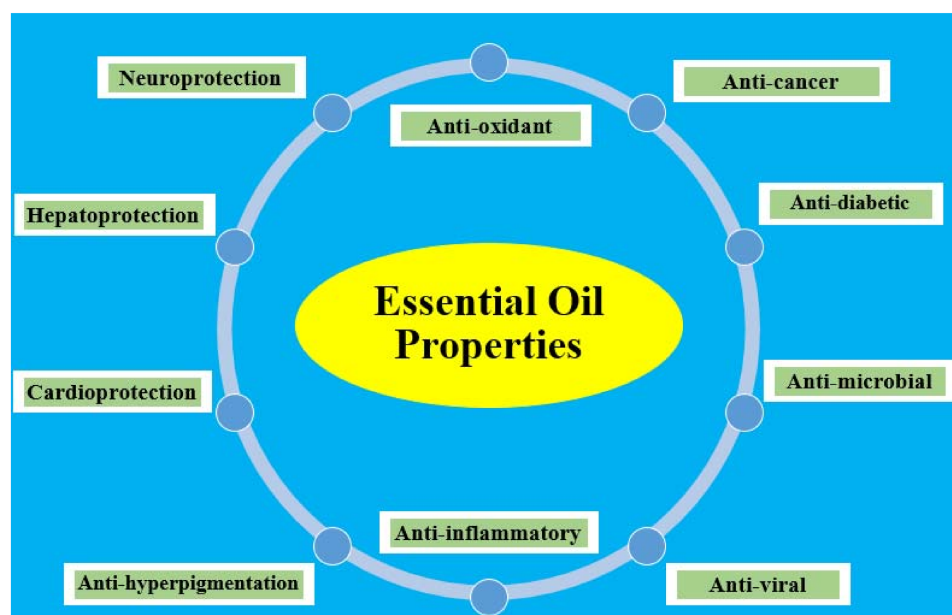 Neuroprotection
Anti-cancer
Anti-oxidant
Hepatoprotection
Anti-diabetic
Essential Oil
Properties
Cardioprotection
Anti-microbial
Anti-inflammatory
Anti-hyperpigmentation
Anti-viral